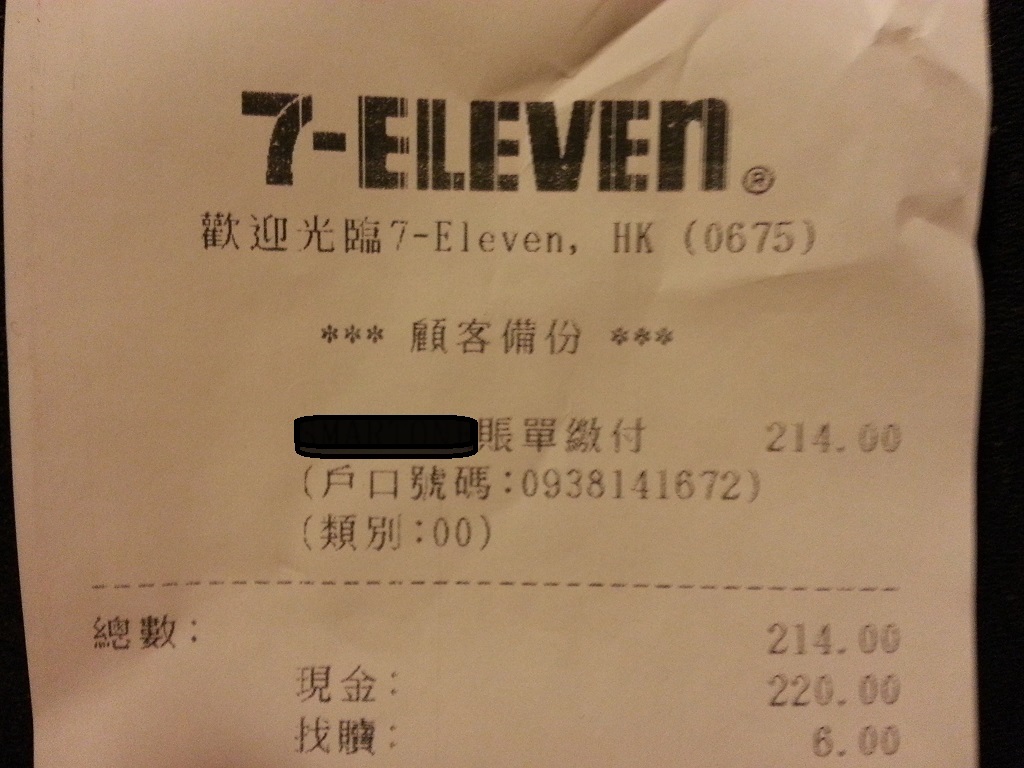 7-ELEVEn®
歡迎光臨7-Eleven, HK (0675)
*** 顧客備份 ***
賬單繳付 214.00
(戶口號碼:0938141672)
(類別:00)
總數: 214.00
現金: 220.00
找贖: 6.00